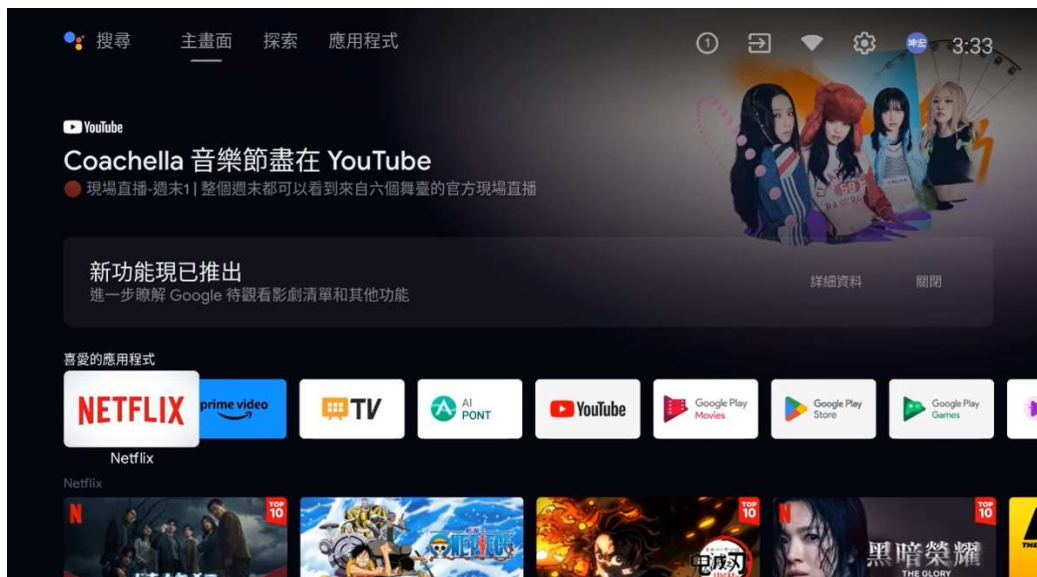 搜尋 主畫面 探索 應用程式 1 坤宏 3:33
YouTube
Coachella 音樂節盡在 YouTube
現場直播-週末1 | 整個週末都可以看到來自六個舞臺的官方現場直播
新功能現已推出
進一步瞭解 Google 待觀看影劇清單和其他功能
詳細資料 關閉
喜愛的應用程式
NETFLIX prime video TV AI PONT YouTube Google Play Movies Google Play Store Google Play Games
Netflix
Netflix
N TOP 10
ONE PIECE
TOP 10
N TOP 10
黑暗榮耀
THE GLORY